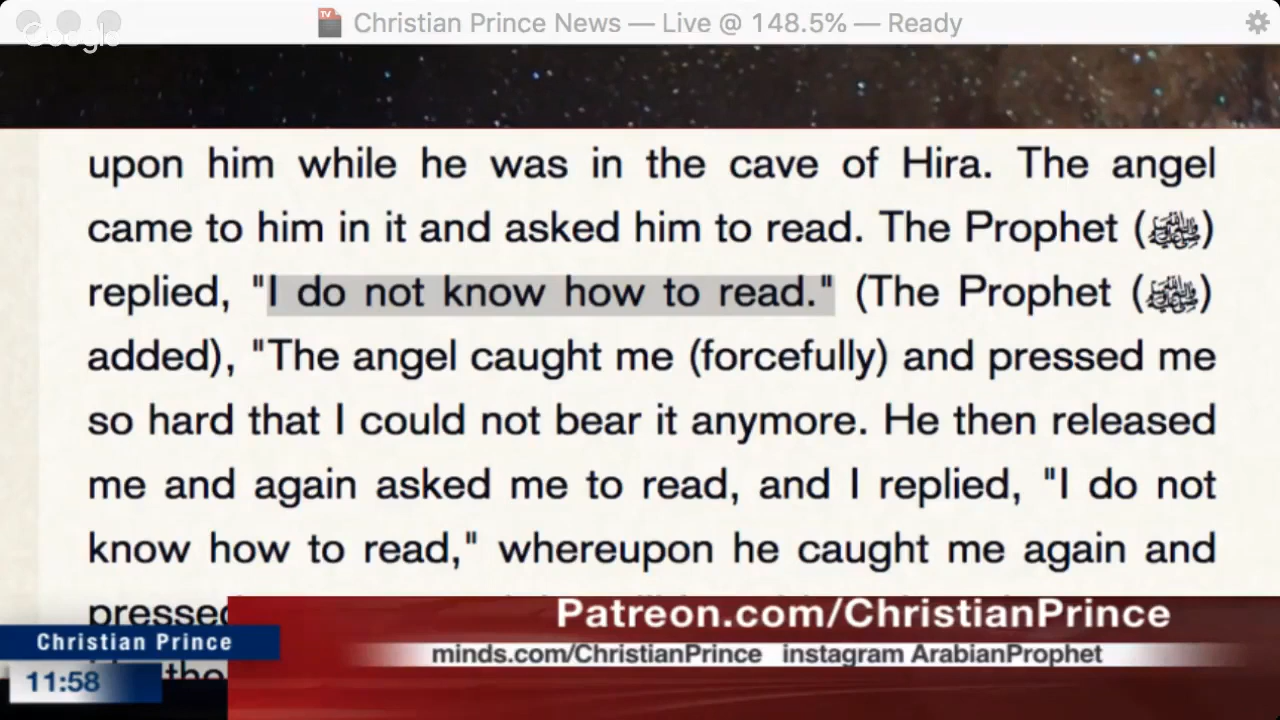 Christian Prince News — Live @ 148.5% — Ready
Google
upon him while he was in the cave of Hira. The angel
came to him in it and asked him to read. The Prophet (ﷺ)
replied, "I do not know how to read." (The Prophet (ﷺ)
added), "The angel caught me (forcefully) and pressed me
so hard that I could not bear it anymore. He then released
me and again asked me to read, and I replied, "I do not
know how to read," whereupon he caught me again and
pressed
Patreon.com/ChristianPrince
Christian Prince
minds.com/ChristianPrince instagram ArabianProphet
11:58